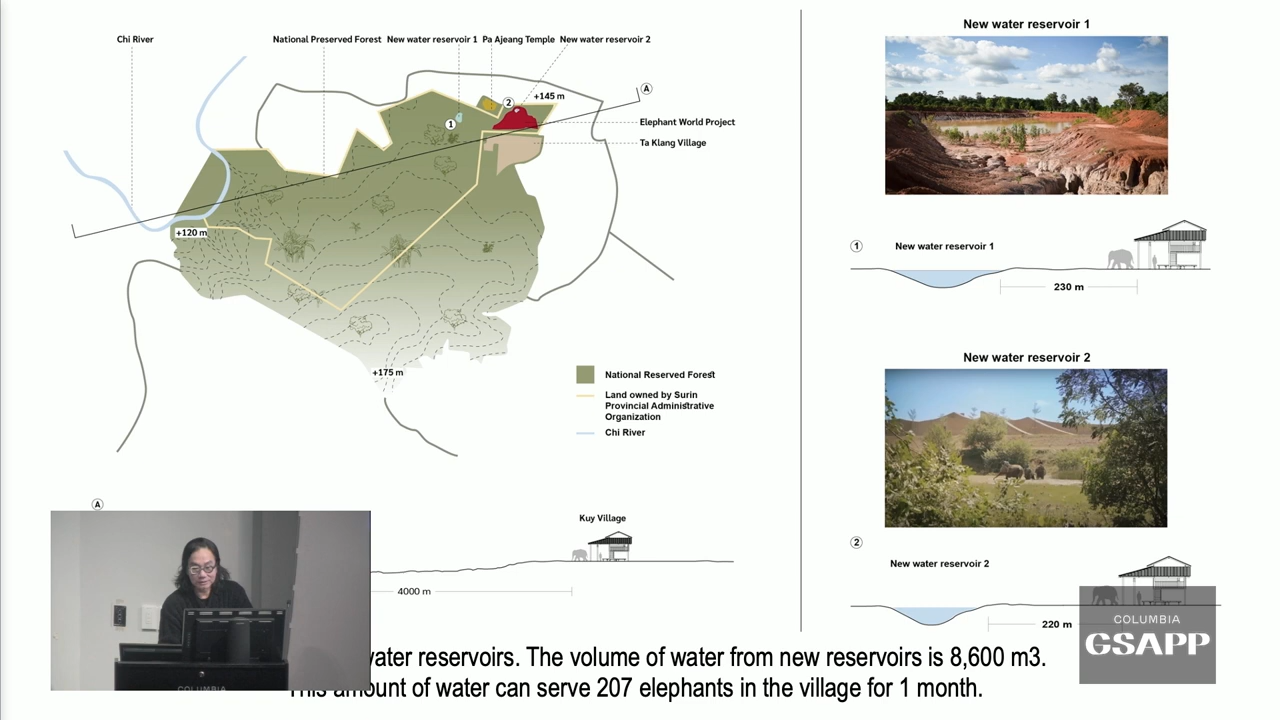 Chi River
National Preserved Forest
New water reservoir 1
Pa Ajeang Temple
New water reservoir 2
+145 m
A
1
2
Elephant World Project
Ta Klang Village
+120 m
+175 m
National Reserved Forest
Land owned by Surin
Provincial Administrative
Organization
Chi River
A
Kuy Village
4000 m
New water reservoir 1
1
New water reservoir 1
230 m
New water reservoir 2
2
New water reservoir 2
220 m
COLUMBIA
GSAPP
COLUMBIA
water reservoirs. The volume of water from new reservoirs is 8,600 m3.
This amount of water can serve 207 elephants in the village for 1 month.